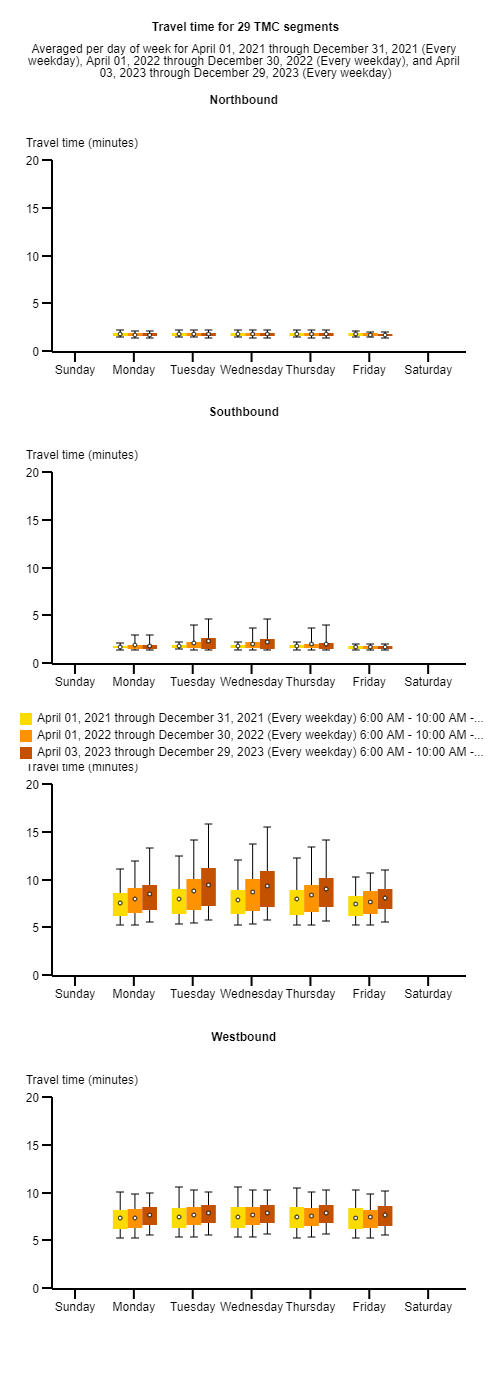 Travel time for 29 TMC segments
Averaged per day of week for April 01, 2021 through December 31, 2021 (Every
weekday), April 01, 2022 through December 30, 2022 (Every weekday), and April
03, 2023 through December 29, 2023 (Every weekday)
Northbound
Travel time (minutes)
20
15
10
5
0
Sunday Monday Tuesday Wednesday Thursday Friday Saturday
Southbound
Travel time (minutes)
20
15
10
5
0
Sunday Monday Tuesday Wednesday Thursday Friday Saturday
April 01, 2021 through December 31, 2021 (Every weekday) 6:00 AM - 10:00 AM -...
April 01, 2022 through December 30, 2022 (Every weekday) 6:00 AM - 10:00 AM -...
April 03, 2023 through December 29, 2023 (Every weekday) 6:00 AM - 10:00 AM -...
Travel time (minutes)
20
15
10
5
0
Sunday Monday Tuesday Wednesday Thursday Friday Saturday
Westbound
Travel time (minutes)
20
15
10
5
0
Sunday Monday Tuesday Wednesday Thursday Friday Saturday